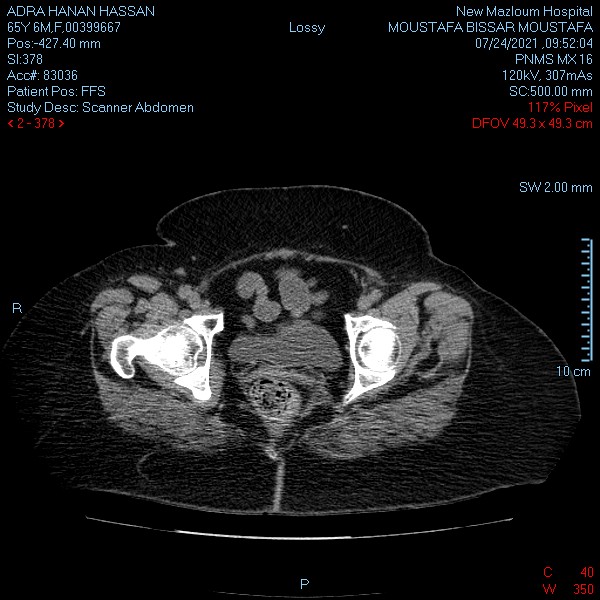 ADRA HANAN HASSAN
65Y 6M,F,00399667
Pos:-427.40 mm
SI:378
Acc#: 83036
Patient Pos: FFS
Study Desc: Scanner Abdomen
< 2 - 378 >
Lossy
New Mazloum Hospital
MOUSTAFA BISSAR MOUSTAFA
07/24/2021 ,09:52:04
PNMS MX 16
120kV, 307mAs
SC:500.00 mm
117% Pixel
DFOV 49.3 x 49.3 cm
SW 2.00 mm
R
10 cm
P
C 40
W 350